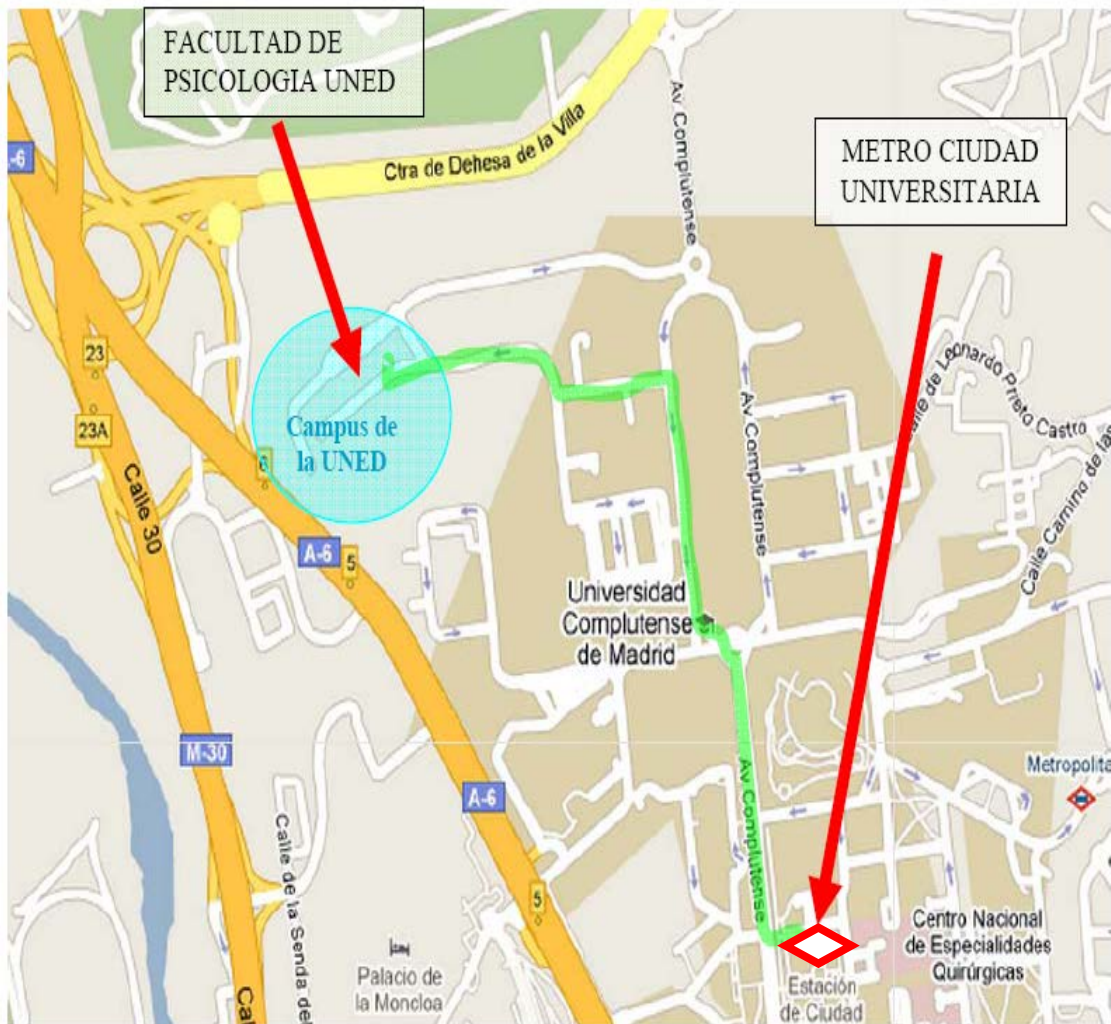 FACULTAD DE
PSICOLOGIA UNED
METRO CIUDAD
UNIVERSITARIA
A-6
Ctra de Dehesa de la Villa
Av Complutense
Calle de Leonardo Prieto Castro
Calle Camino de las
23
23A
Campus de
la UNED
6
Calle 30
A-6
5
Av Complutense
Universidad
Complutense
de Madrid
M-30
A-6
Av Complutense
Metropolita
Calle de la Senda del
5
Palacio de
la Moncloa
Centro Nacional
de Especialidades
Quirúrgicas
Estación
de Ciudad